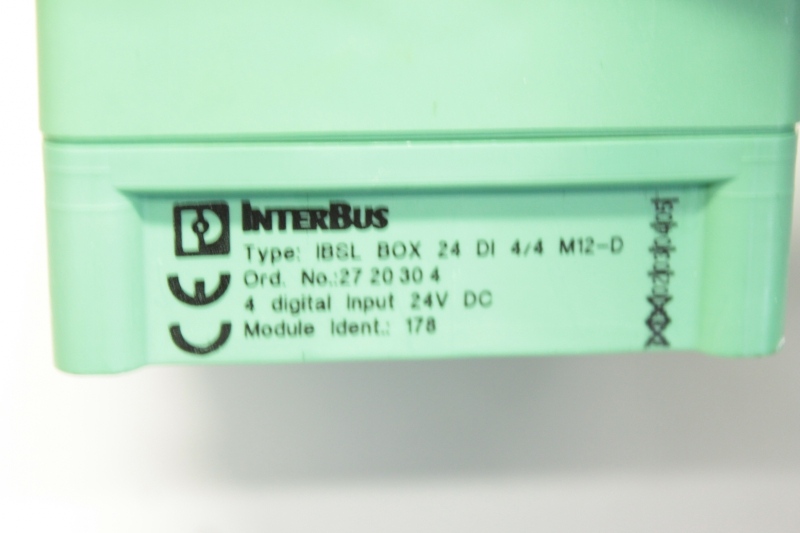 INTERBUS
Type: IBSL BOX 24 DI 4/4 M12-D
Ord. No.:27 20 30 4
4 digital Input 24V DC
Module Ident.: 178
CE